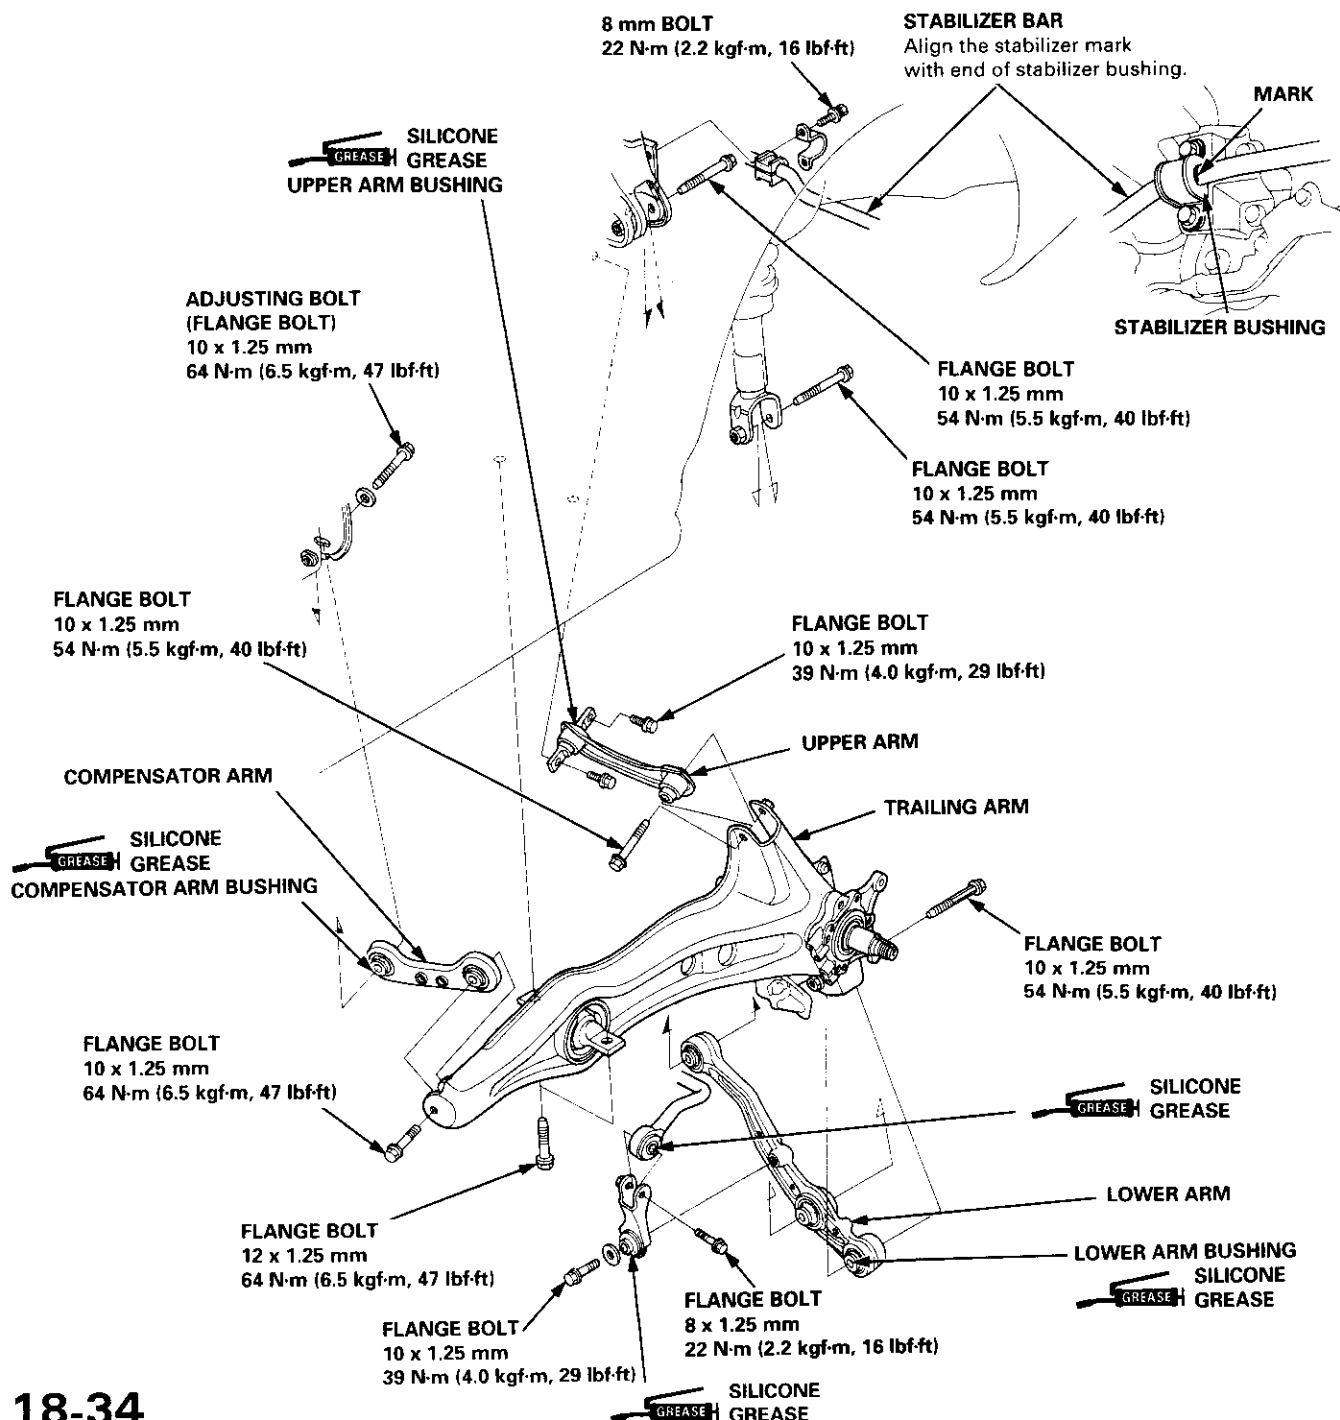 8 mm BOLT
22 N·m (2.2 kgf·m, 16 lbf·ft)
STABILIZER BAR
Align the stabilizer mark
with end of stabilizer bushing.
MARK
STABILIZER BUSHING
SILICONE
GREASE
GREASE
UPPER ARM BUSHING
ADJUSTING BOLT
(FLANGE BOLT)
10 x 1.25 mm
64 N·m (6.5 kgf·m, 47 lbf·ft)
FLANGE BOLT
10 x 1.25 mm
54 N·m (5.5 kgf·m, 40 lbf·ft)
FLANGE BOLT
10 x 1.25 mm
54 N·m (5.5 kgf·m, 40 lbf·ft)
FLANGE BOLT
10 x 1.25 mm
54 N·m (5.5 kgf·m, 40 lbf·ft)
FLANGE BOLT
10 x 1.25 mm
39 N·m (4.0 kgf·m, 29 lbf·ft)
UPPER ARM
COMPENSATOR ARM
TRAILING ARM
SILICONE
GREASE
GREASE
COMPENSATOR ARM BUSHING
FLANGE BOLT
10 x 1.25 mm
54 N·m (5.5 kgf·m, 40 lbf·ft)
FLANGE BOLT
10 x 1.25 mm
64 N·m (6.5 kgf·m, 47 lbf·ft)
SILICONE
GREASE
GREASE
LOWER ARM
FLANGE BOLT
12 x 1.25 mm
64 N·m (6.5 kgf·m, 47 lbf·ft)
LOWER ARM BUSHING
SILICONE
GREASE
GREASE
FLANGE BOLT
8 x 1.25 mm
22 N·m (2.2 kgf·m, 16 lbf·ft)
FLANGE BOLT
10 x 1.25 mm
39 N·m (4.0 kgf·m, 29 lbf·ft)
SILICONE
GREASE
GREASE
18-34